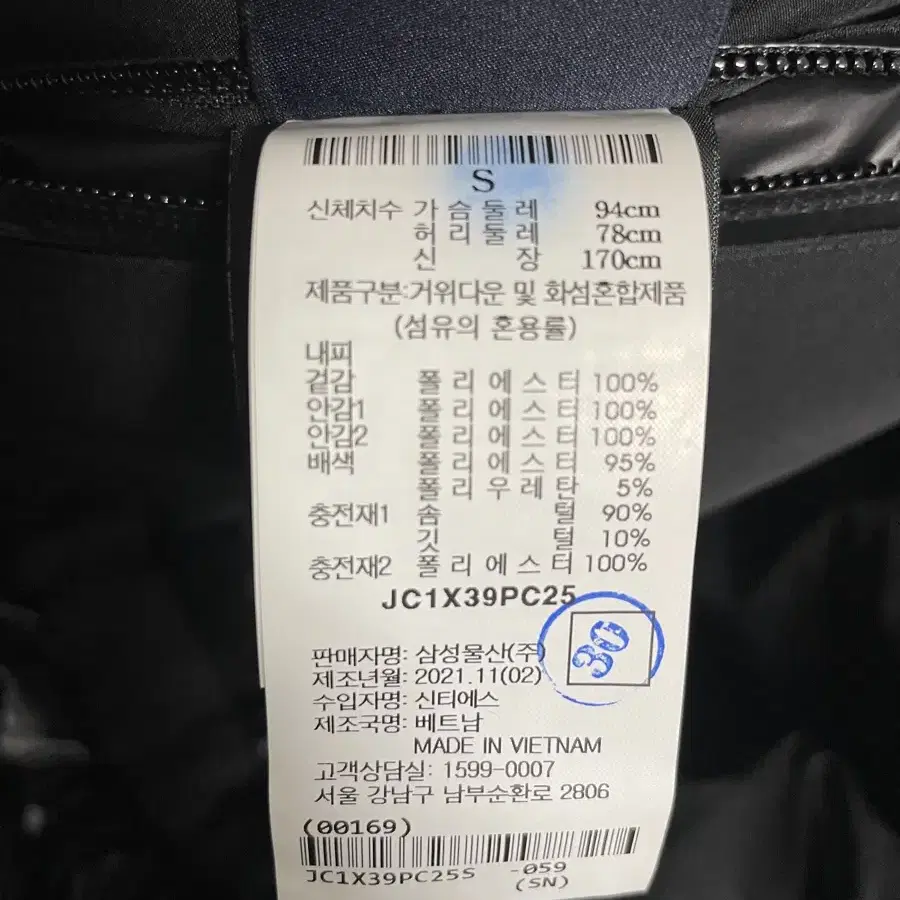 S
신체치수 가 슴 둘 레 94cm
허 리 둘 레 78cm
신 장 170cm
제품구분:거위다운 및 화섬혼합제품
(섬유의 혼용률)
내피
겉감 폴 리 에 스 터 100%
안감1 폴 리 에 스 터 100%
안감2 폴 리 에 스 터 100%
배색 폴 리 에 스 터 95%
폴 리 우 레 탄 5%
충전재1 솜 털 90%
깃 털 10%
충전재2 폴 리 에 스 터 100%
JC1X39PC25
30
판매자명: 삼성물산(주)
제조년월: 2021.11(02)
수입자명: 신티에스
제조국명: 베트남
MADE IN VIETNAM
고객상담실: 1599-0007
서울 강남구 남부순환로 2806
(00169)
JC1X39PC25S -059
(SN)